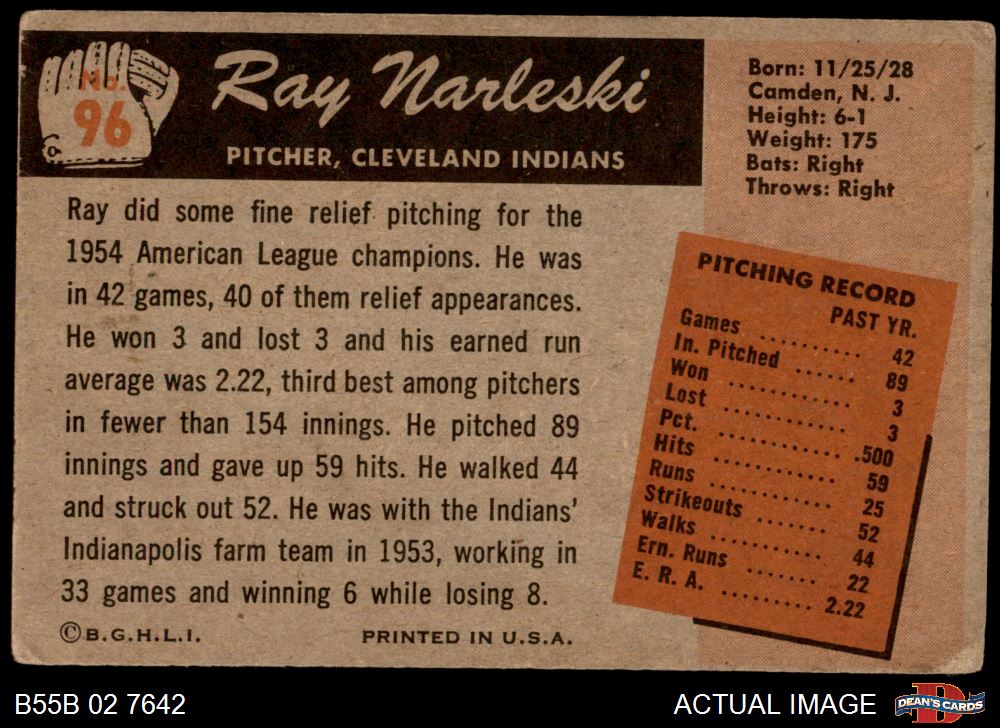 No.
96
Ray Narleski
PITCHER, CLEVELAND INDIANS
Born: 11/25/28
Camden, N. J.
Height: 6-1
Weight: 175
Bats: Right
Throws: Right
Ray did some fine relief pitching for the
1954 American League champions. He was
in 42 games, 40 of them relief appearances.
He won 3 and lost 3 and his earned run
average was 2.22, third best among pitchers
in fewer than 154 innings. He pitched 89
innings and gave up 59 hits. He walked 44
and struck out 52. He was with the Indians'
Indianapolis farm team in 1953, working in
33 games and winning 6 while losing 8.
©B.G.H.L.I. PRINTED IN U.S.A.
PITCHING RECORD
PAST YR.
Games .......... 42
In. Pitched ...... 89
Won .......... 3
Lost .......... 3
Pct. .......... .500
Hits .......... 59
Runs .......... 25
Strikeouts ....... 52
Walks .......... 44
Ern. Runs ....... 22
E. R. A. ......... 2.22
B55B 02 7642
ACTUAL IMAGE
D
DEAN'S CARDS